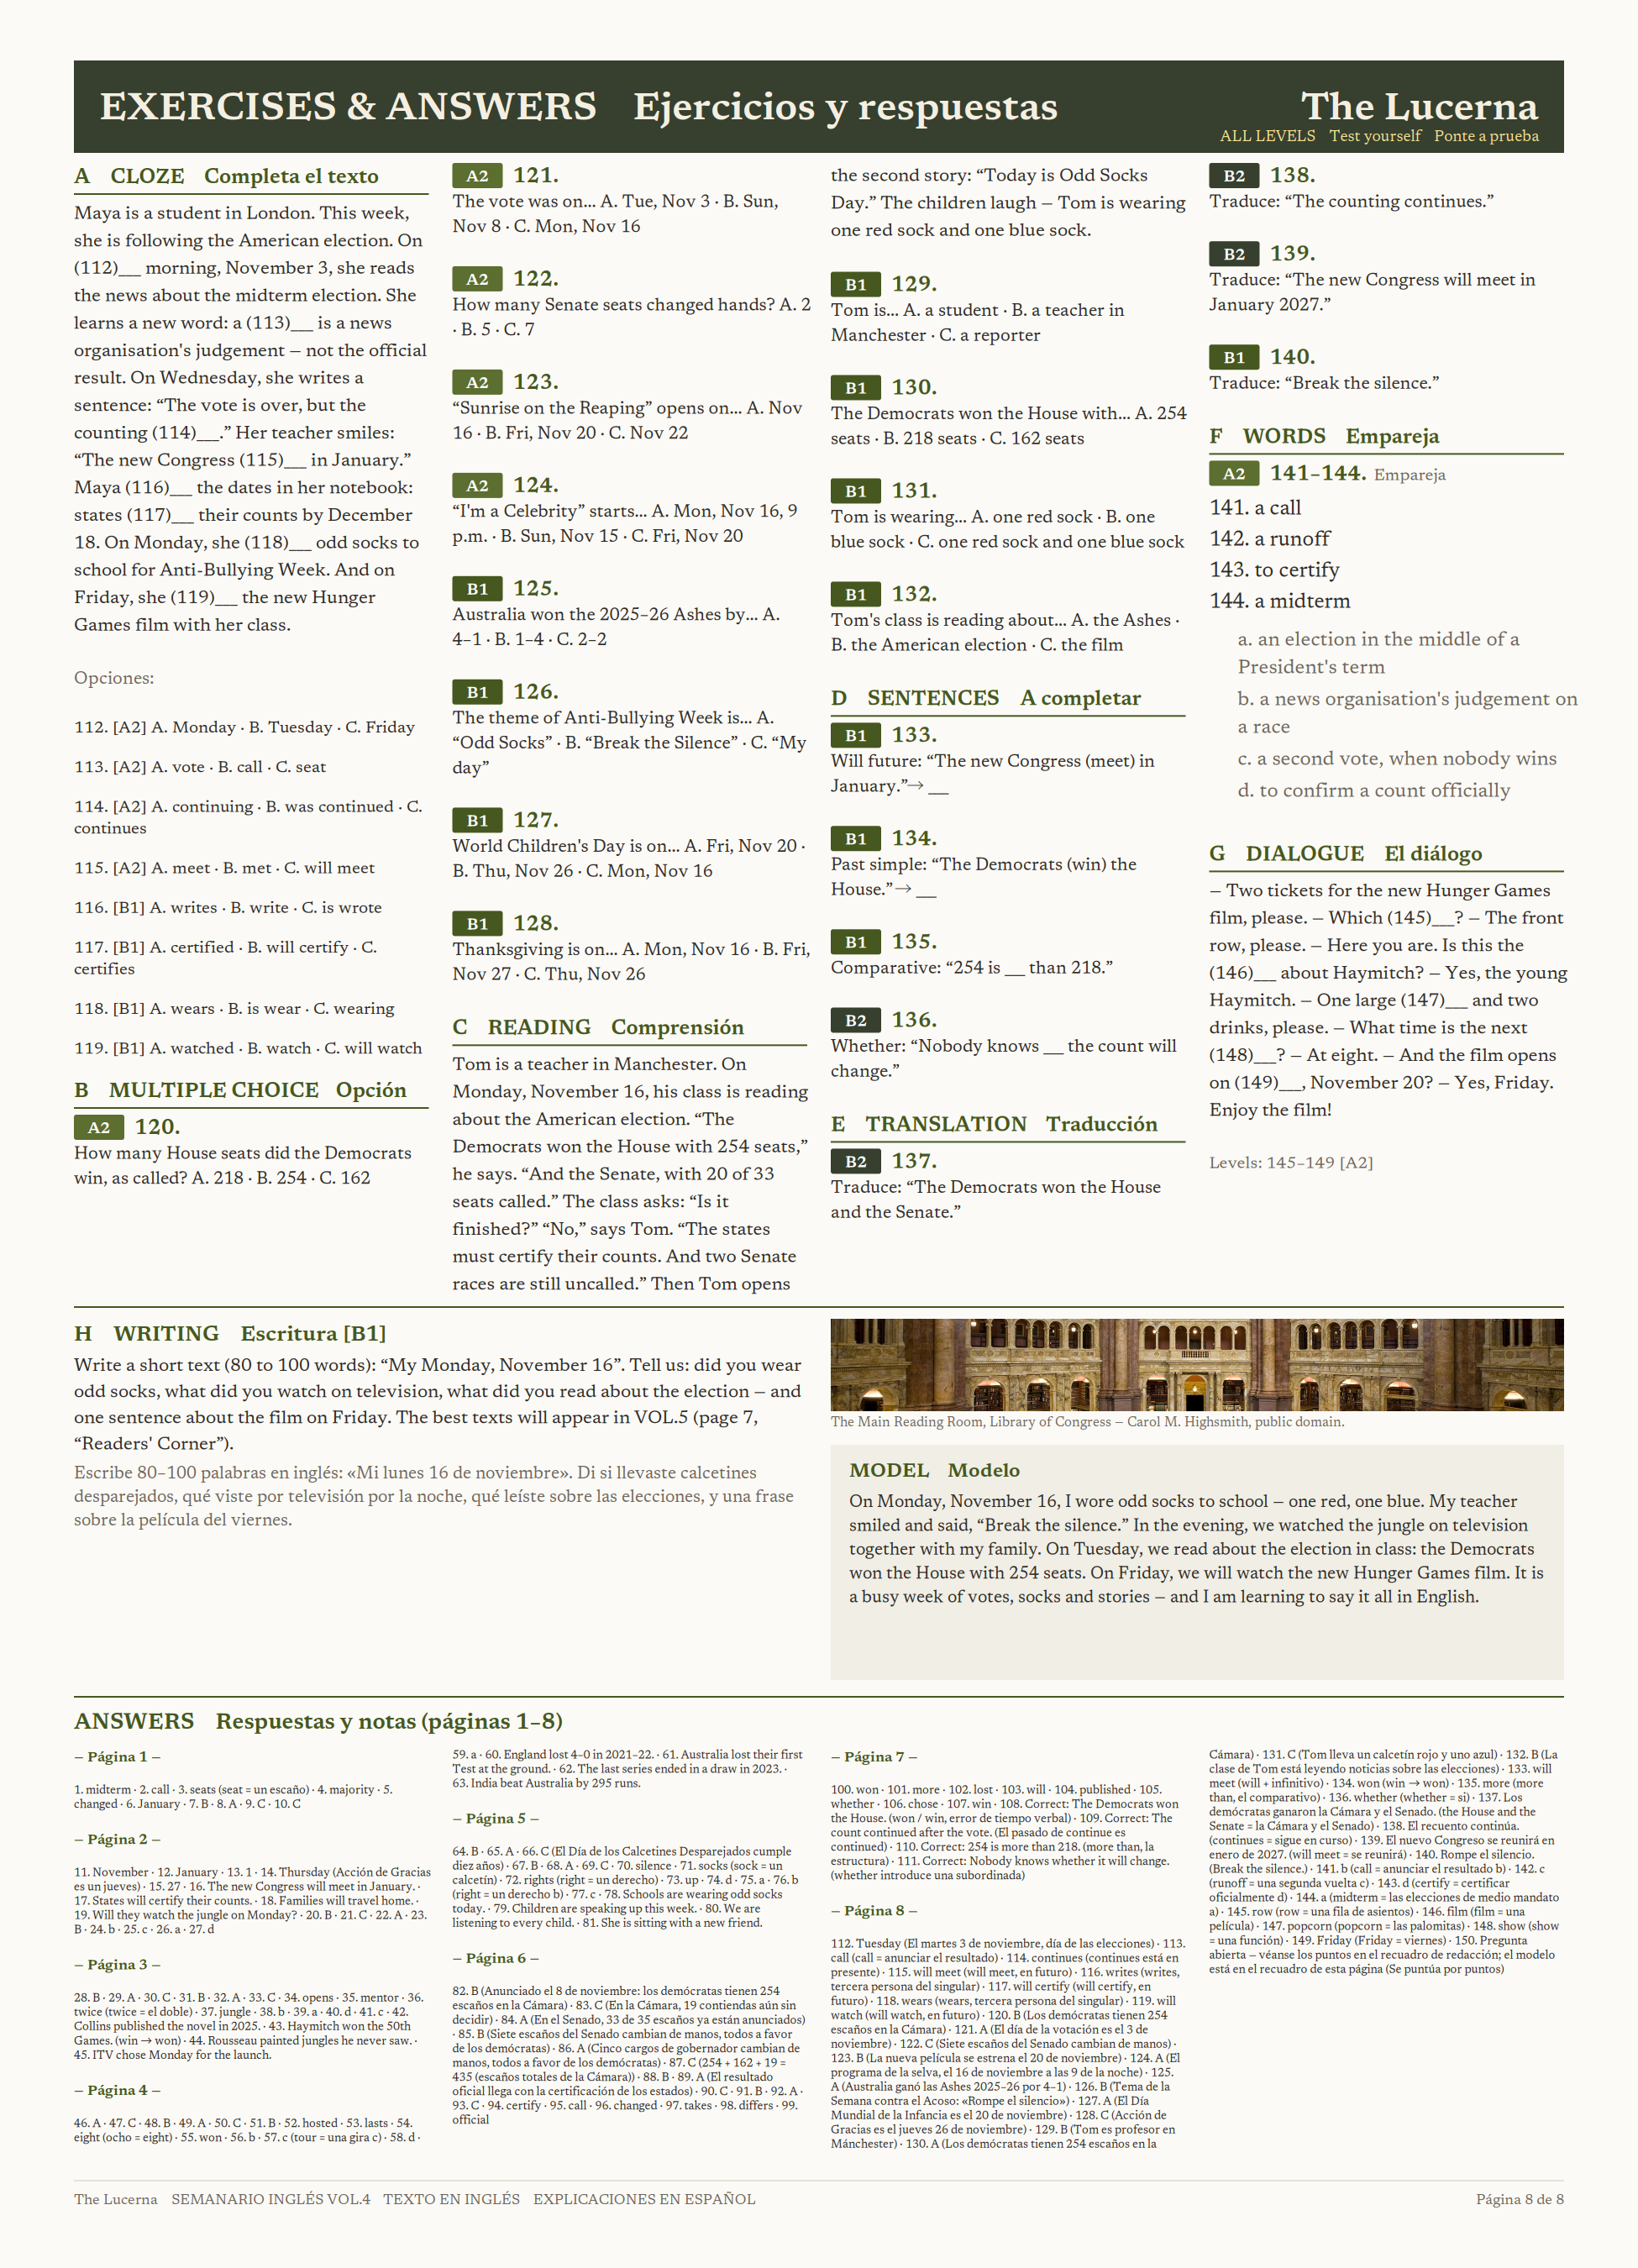 EXERCISES & ANSWERS Ejercicios y respuestas
The Lucerna
ALL LEVELS Test yourself Ponte a prueba
A CLOZE Completa el texto
Maya is a student in London. This week,
she is following the American election. On
(112)___ morning, November 3, she reads
the news about the midterm election. She
learns a new word: a (113)___ is a news
organisation's judgement — not the official
result. On Wednesday, she writes a
sentence: “The vote is over, but the
counting (114)___.” Her teacher smiles:
“The new Congress (115)___ in January.”
Maya (116)___ the dates in her notebook:
states (117)___ their counts by December
18. On Monday, she (118)___ odd socks to
school for Anti-Bullying Week. And on
Friday, she (119)___ the new Hunger
Games film with her class.
Opciones:
112. [A2] A. Monday · B. Tuesday · C. Friday
113. [A2] A. vote · B. call · C. seat
114. [A2] A. continuing · B. was continued · C.
continues
115. [A2] A. meet · B. met · C. will meet
116. [B1] A. writes · B. write · C. is wrote
117. [B1] A. certified · B. will certify · C.
certifies
118. [B1] A. wears · B. is wear · C. wearing
119. [B1] A. watched · B. watch · C. will watch
B MULTIPLE CHOICE Opción
A2 120.
How many House seats did the Democrats
win, as called? A. 218 · B. 254 · C. 162
A2 121.
The vote was on... A. Tue, Nov 3 · B. Sun,
Nov 8 · C. Mon, Nov 16
A2 122.
How many Senate seats changed hands? A. 2
· B. 5 · C. 7
A2 123.
“Sunrise on the Reaping” opens on... A. Nov
16 · B. Fri, Nov 20 · C. Nov 22
A2 124.
“I'm a Celebrity” starts... A. Mon, Nov 16, 9
p.m. · B. Sun, Nov 15 · C. Fri, Nov 20
B1 125.
Australia won the 2025–26 Ashes by... A.
4–1 · B. 1–4 · C. 2–2
B1 126.
The theme of Anti-Bullying Week is... A.
“Odd Socks” · B. “Break the Silence” · C. “My
day”
B1 127.
World Children's Day is on... A. Fri, Nov 20 ·
B. Thu, Nov 26 · C. Mon, Nov 16
B1 128.
Thanksgiving is on... A. Mon, Nov 16 · B. Fri,
Nov 27 · C. Thu, Nov 26
C READING Comprensión
Tom is a teacher in Manchester. On
Monday, November 16, his class is reading
about the American election. “The
Democrats won the House with 254 seats,”
he says. “And the Senate, with 20 of 33
seats called.” The class asks: “Is it
finished?” “No,” says Tom. “The states
must certify their counts. And two Senate
races are still uncalled.” Then Tom opens
the second story: “Today is Odd Socks
Day.” The children laugh — Tom is wearing
one red sock and one blue sock.
B1 129.
Tom is... A. a student · B. a teacher in
Manchester · C. a reporter
B1 130.
The Democrats won the House with... A. 254
seats · B. 218 seats · C. 162 seats
B1 131.
Tom is wearing... A. one red sock · B. one
blue sock · C. one red sock and one blue sock
B1 132.
Tom's class is reading about... A. the Ashes ·
B. the American election · C. the film
D SENTENCES A completar
B1 133.
Will future: “The new Congress (meet) in
January.”→ __
B1 134.
Past simple: “The Democrats (win) the
House.”→ __
B1 135.
Comparative: “254 is __ than 218.”
B2 136.
Whether: “Nobody knows __ the count will
change.”
E TRANSLATION Traducción
B2 137.
Traduce: “The Democrats won the House
and the Senate.”
B2 138.
Traduce: “The counting continues.”
B2 139.
Traduce: “The new Congress will meet in
January 2027.”
B1 140.
Traduce: “Break the silence.”
F WORDS Empareja
A2 141–144. Empareja
141. a call
142. a runoff
143. to certify
144. a midterm
a. an election in the middle of a
President's term
b. a news organisation's judgement on
a race
c. a second vote, when nobody wins
d. to confirm a count officially
G DIALOGUE El diálogo
— Two tickets for the new Hunger Games
film, please. — Which (145)___? — The front
row, please. — Here you are. Is this the
(146)___ about Haymitch? — Yes, the young
Haymitch. — One large (147)___ and two
drinks, please. — What time is the next
(148)___? — At eight. — And the film opens
on (149)___, November 20? — Yes, Friday.
Enjoy the film!
Levels: 145–149 [A2]
H WRITING Escritura [B1]
Write a short text (80 to 100 words): “My Monday, November 16”. Tell us: did you wear
odd socks, what did you watch on television, what did you read about the election — and
one sentence about the film on Friday. The best texts will appear in VOL.5 (page 7,
“Readers' Corner”).
Escribe 80–100 palabras en inglés: «Mi lunes 16 de noviembre». Di si llevaste calcetines
desparejados, qué viste por televisión por la noche, qué leíste sobre las elecciones, y una frase
sobre la película del viernes.
The Main Reading Room, Library of Congress — Carol M. Highsmith, public domain.
MODEL Modelo
On Monday, November 16, I wore odd socks to school — one red, one blue. My teacher
smiled and said, “Break the silence.” In the evening, we watched the jungle on television
together with my family. On Tuesday, we read about the election in class: the Democrats
won the House with 254 seats. On Friday, we will watch the new Hunger Games film. It is
a busy week of votes, socks and stories — and I am learning to say it all in English.
ANSWERS Respuestas y notas (páginas 1–8)
— Página 1 —
1. midterm · 2. call · 3. seats (seat = un escaño) · 4. majority · 5.
changed · 6. January · 7. B · 8. A · 9. C · 10. C
— Página 2 —
11. November · 12. January · 13. 1 · 14. Thursday (Acción de Gracias
es un jueves) · 15. 27 · 16. The new Congress will meet in January. ·
17. States will certify their counts. · 18. Families will travel home. ·
19. Will they watch the jungle on Monday? · 20. B · 21. C · 22. A · 23.
B · 24. b · 25. c · 26. a · 27. d
— Página 3 —
28. B · 29. A · 30. C · 31. B · 32. A · 33. C · 34. opens · 35. mentor · 36.
twice (twice = el doble) · 37. jungle · 38. b · 39. a · 40. d · 41. c · 42.
Collins published the novel in 2025. · 43. Haymitch won the 50th
Games. (win → won) · 44. Rousseau painted jungles he never saw. ·
45. ITV chose Monday for the launch.
— Página 4 —
46. A · 47. C · 48. B · 49. A · 50. C · 51. B · 52. hosted · 53. lasts · 54.
eight (ocho = eight) · 55. won · 56. b · 57. c (tour = una gira c) · 58. d ·
59. a · 60. England lost 4–0 in 2021–22. · 61. Australia lost their first
Test at the ground. · 62. The last series ended in a draw in 2023. ·
63. India beat Australia by 295 runs.
— Página 5 —
64. B · 65. A · 66. C (El Día de los Calcetines Desparejados cumple
diez años) · 67. B · 68. A · 69. C · 70. silence · 71. socks (sock = un
calcetín) · 72. rights (right = un derecho) · 73. up · 74. d · 75. a · 76. b
(right = un derecho b) · 77. c · 78. Schools are wearing odd socks
today. · 79. Children are speaking up this week. · 80. We are
listening to every child. · 81. She is sitting with a new friend.
— Página 6 —
82. B (Anunciado el 8 de noviembre: los demócratas tienen 254
escaños en la Cámara) · 83. C (En la Cámara, 19 contiendas aún sin
decidir) · 84. A (En el Senado, 33 de 35 escaños ya están anunciados)
· 85. B (Siete escaños del Senado cambian de manos, todos a favor
de los demócratas) · 86. A (Cinco cargos de gobernador cambian de
manos, todos a favor de los demócratas) · 87. C (254 + 162 + 19 =
435 (escaños totales de la Cámara)) · 88. B · 89. A (El resultado
oficial llega con la certificación de los estados) · 90. C · 91. B · 92. A ·
93. C · 94. certify · 95. call · 96. changed · 97. takes · 98. differs · 99.
official
— Página 7 —
100. won · 101. more · 102. lost · 103. will · 104. published · 105.
whether · 106. chose · 107. win · 108. Correct: The Democrats won
the House. (won / win, error de tiempo verbal) · 109. Correct: The
count continued after the vote. (El pasado de continue es
continued) · 110. Correct: 254 is more than 218. (more than, la
estructura) · 111. Correct: Nobody knows whether it will change.
(whether introduce una subordinada)
— Página 8 —
112. Tuesday (El martes 3 de noviembre, día de las elecciones) · 113.
call (call = anunciar el resultado) · 114. continues (continues está en
presente) · 115. will meet (will meet, en futuro) · 116. writes (writes,
tercera persona del singular) · 117. will certify (will certify, en
futuro) · 118. wears (wears, tercera persona del singular) · 119. will
watch (will watch, en futuro) · 120. B (Los demócratas tienen 254
escaños en la Cámara) · 121. A (El día de la votación es el 3 de
noviembre) · 122. C (Siete escaños del Senado cambian de manos) ·
123. B (La nueva película se estrena el 20 de noviembre) · 124. A (El
programa de la selva, el 16 de noviembre a las 9 de la noche) · 125.
A (Australia ganó las Ashes 2025–26 por 4–1) · 126. B (Tema de la
Semana contra el Acoso: «Rompe el silencio») · 127. A (El Día
Mundial de la Infancia es el 20 de noviembre) · 128. C (Acción de
Gracias es el jueves 26 de noviembre) · 129. B (Tom es profesor en
Mánchester) · 130. A (Los demócratas tienen 254 escaños en la
Cámara) · 131. C (Tom lleva un calcetín rojo y uno azul) · 132. B (La
clase de Tom está leyendo noticias sobre las elecciones) · 133. will
meet (will + infinitivo) · 134. won (win → won) · 135. more (more
than, el comparativo) · 136. whether (whether = si) · 137. Los
demócratas ganaron la Cámara y el Senado. (the House and the
Senate = la Cámara y el Senado) · 138. El recuento continúa.
(continues = sigue en curso) · 139. El nuevo Congreso se reunirá en
enero de 2027. (will meet = se reunirá) · 140. Rompe el silencio.
(Break the silence.) · 141. b (call = anunciar el resultado b) · 142. c
(runoff = una segunda vuelta c) · 143. d (certify = certificar
oficialmente d) · 144. a (midterm = las elecciones de medio mandato
a) · 145. row (row = una fila de asientos) · 146. film (film = una
película) · 147. popcorn (popcorn = las palomitas) · 148. show (show
= una función) · 149. Friday (Friday = viernes) · 150. Pregunta
abierta — véanse los puntos en el recuadro de redacción; el modelo
está en el recuadro de esta página (Se puntúa por puntos)
The Lucerna SEMANARIO INGLÉS VOL.4 TEXTO EN INGLÉS EXPLICACIONES EN ESPAÑOL
Página 8 de 8